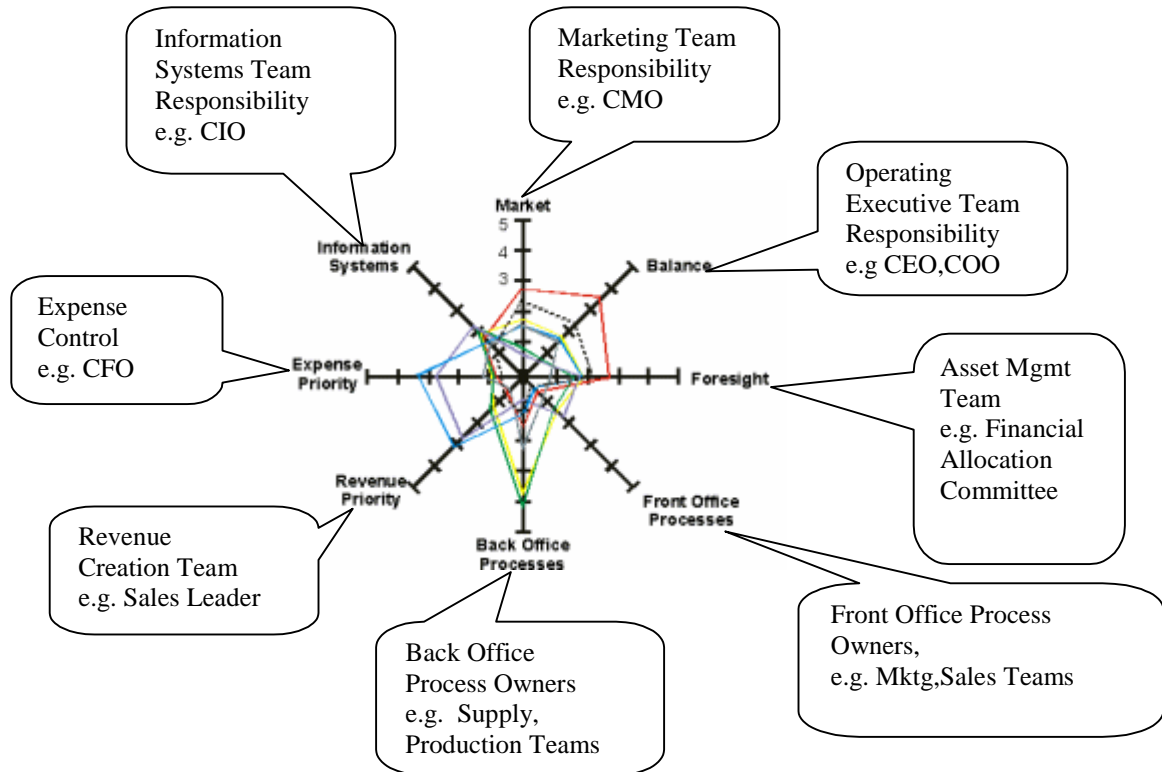 Information
Systems Team
Responsibility
e.g. CIO
Marketing Team
Responsibility
e.g. CMO
Operating
Executive Team
Responsibility
e.g CEO,COO
Expense
Control
e.g. CFO
Asset Mgmt
Team
e.g. Financial
Allocation
Committee
Revenue
Creation Team
e.g. Sales Leader
Back Office
Process Owners
e.g. Supply,
Production Teams
Front Office Process
Owners,
e.g. Mktg,Sales Teams
Market
5
4
3
Information
Systems
Balance
Expense
Priority
Foresight
Revenue
Priority
Front Office
Processes
Back Office
Processes